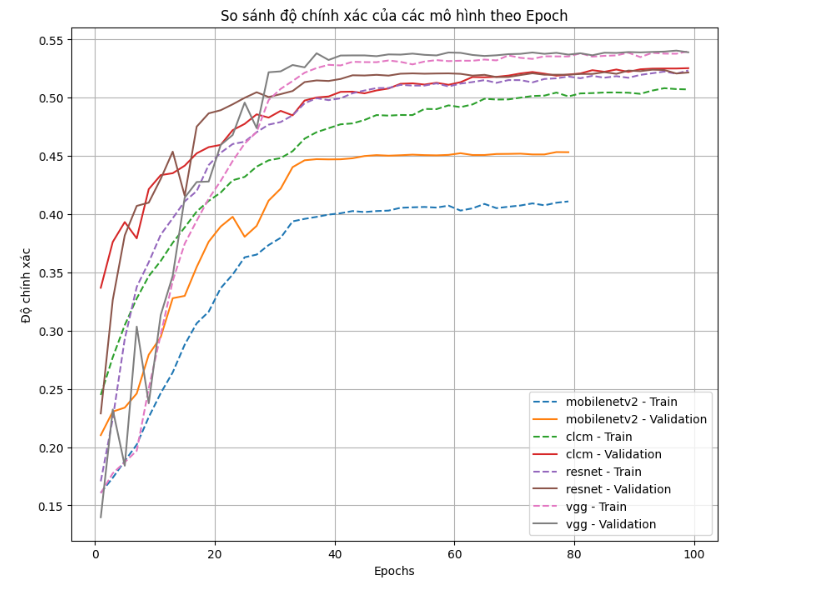 So sánh độ chính xác của các mô hình theo Epoch
0.55
0.50
0.45
0.40
0.35
0.30
0.25
0.20
0.15
Độ chính xác
mobilenetv2 - Train
mobilenetv2 - Validation
clcm - Train
clcm - Validation
resnet - Train
resnet - Validation
vgg - Train
vgg - Validation
0 20 40 60 80 100
Epochs